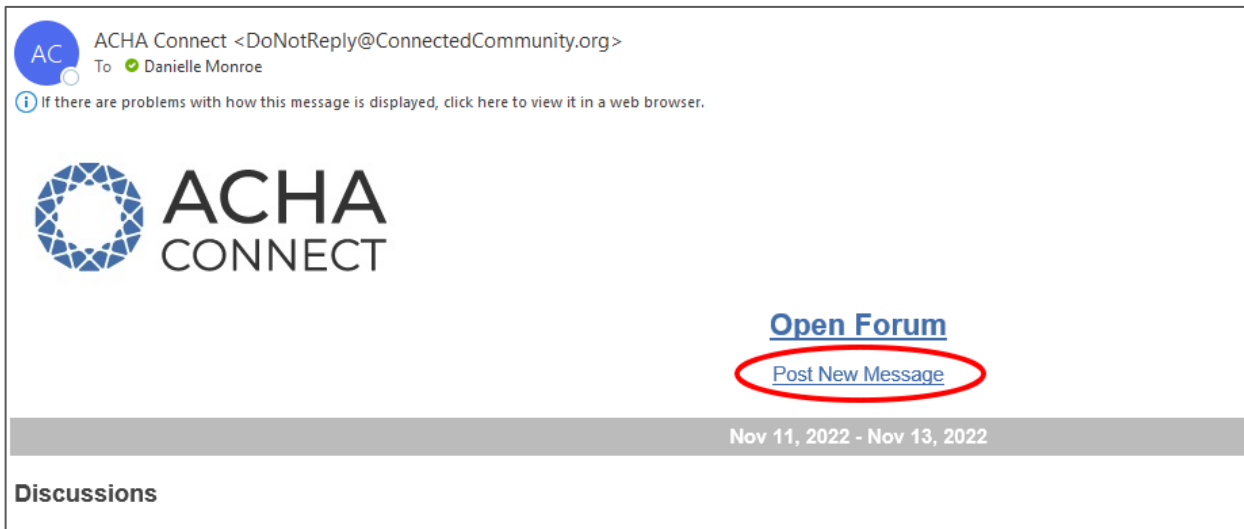 AC
ACHA Connect <DoNotReply@ConnectedCommunity.org>
To Danielle Monroe
If there are problems with how this message is displayed, click here to view it in a web browser.
ACHA
CONNECT
Open Forum
Post New Message
Nov 11, 2022 - Nov 13, 2022
Discussions